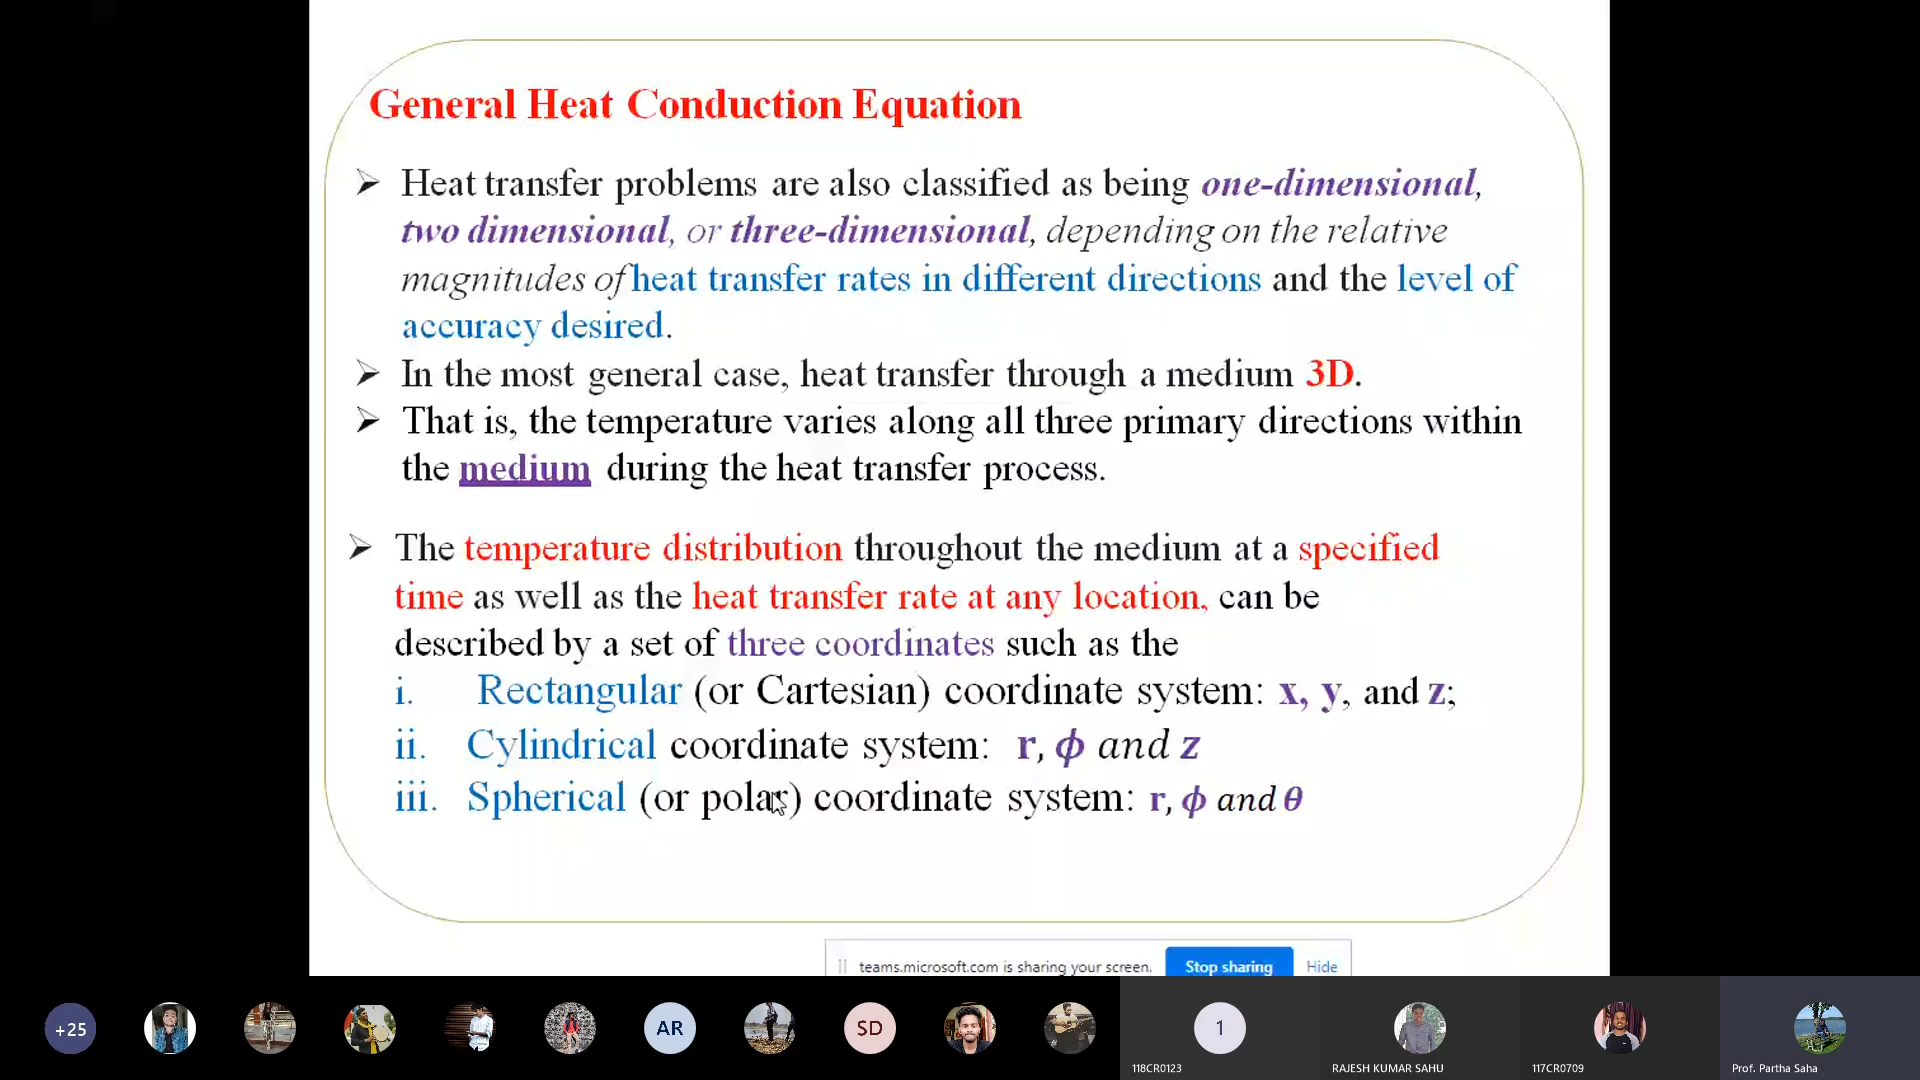 General Heat Conduction Equation
➢ Heat transfer problems are also classified as being one-dimensional,
two dimensional, or three-dimensional, depending on the relative
magnitudes of heat transfer rates in different directions and the level of
accuracy desired.
➢ In the most general case, heat transfer through a medium 3D.
➢ That is, the temperature varies along all three primary directions within
the medium during the heat transfer process.
➢ The temperature distribution throughout the medium at a specified
time as well as the heat transfer rate at any location, can be
described by a set of three coordinates such as the
i. Rectangular (or Cartesian) coordinate system: x, y, and z;
ii. Cylindrical coordinate system: r, ϕ and z
iii. Spherical (or polar) coordinate system: r, ϕ and θ
teams.microsoft.com is sharing your screen. Stop sharing Hide
+25 AR SD 1
118CR0123 RAJESH KUMAR SAHU 117CR0709 Prof. Partha Saha